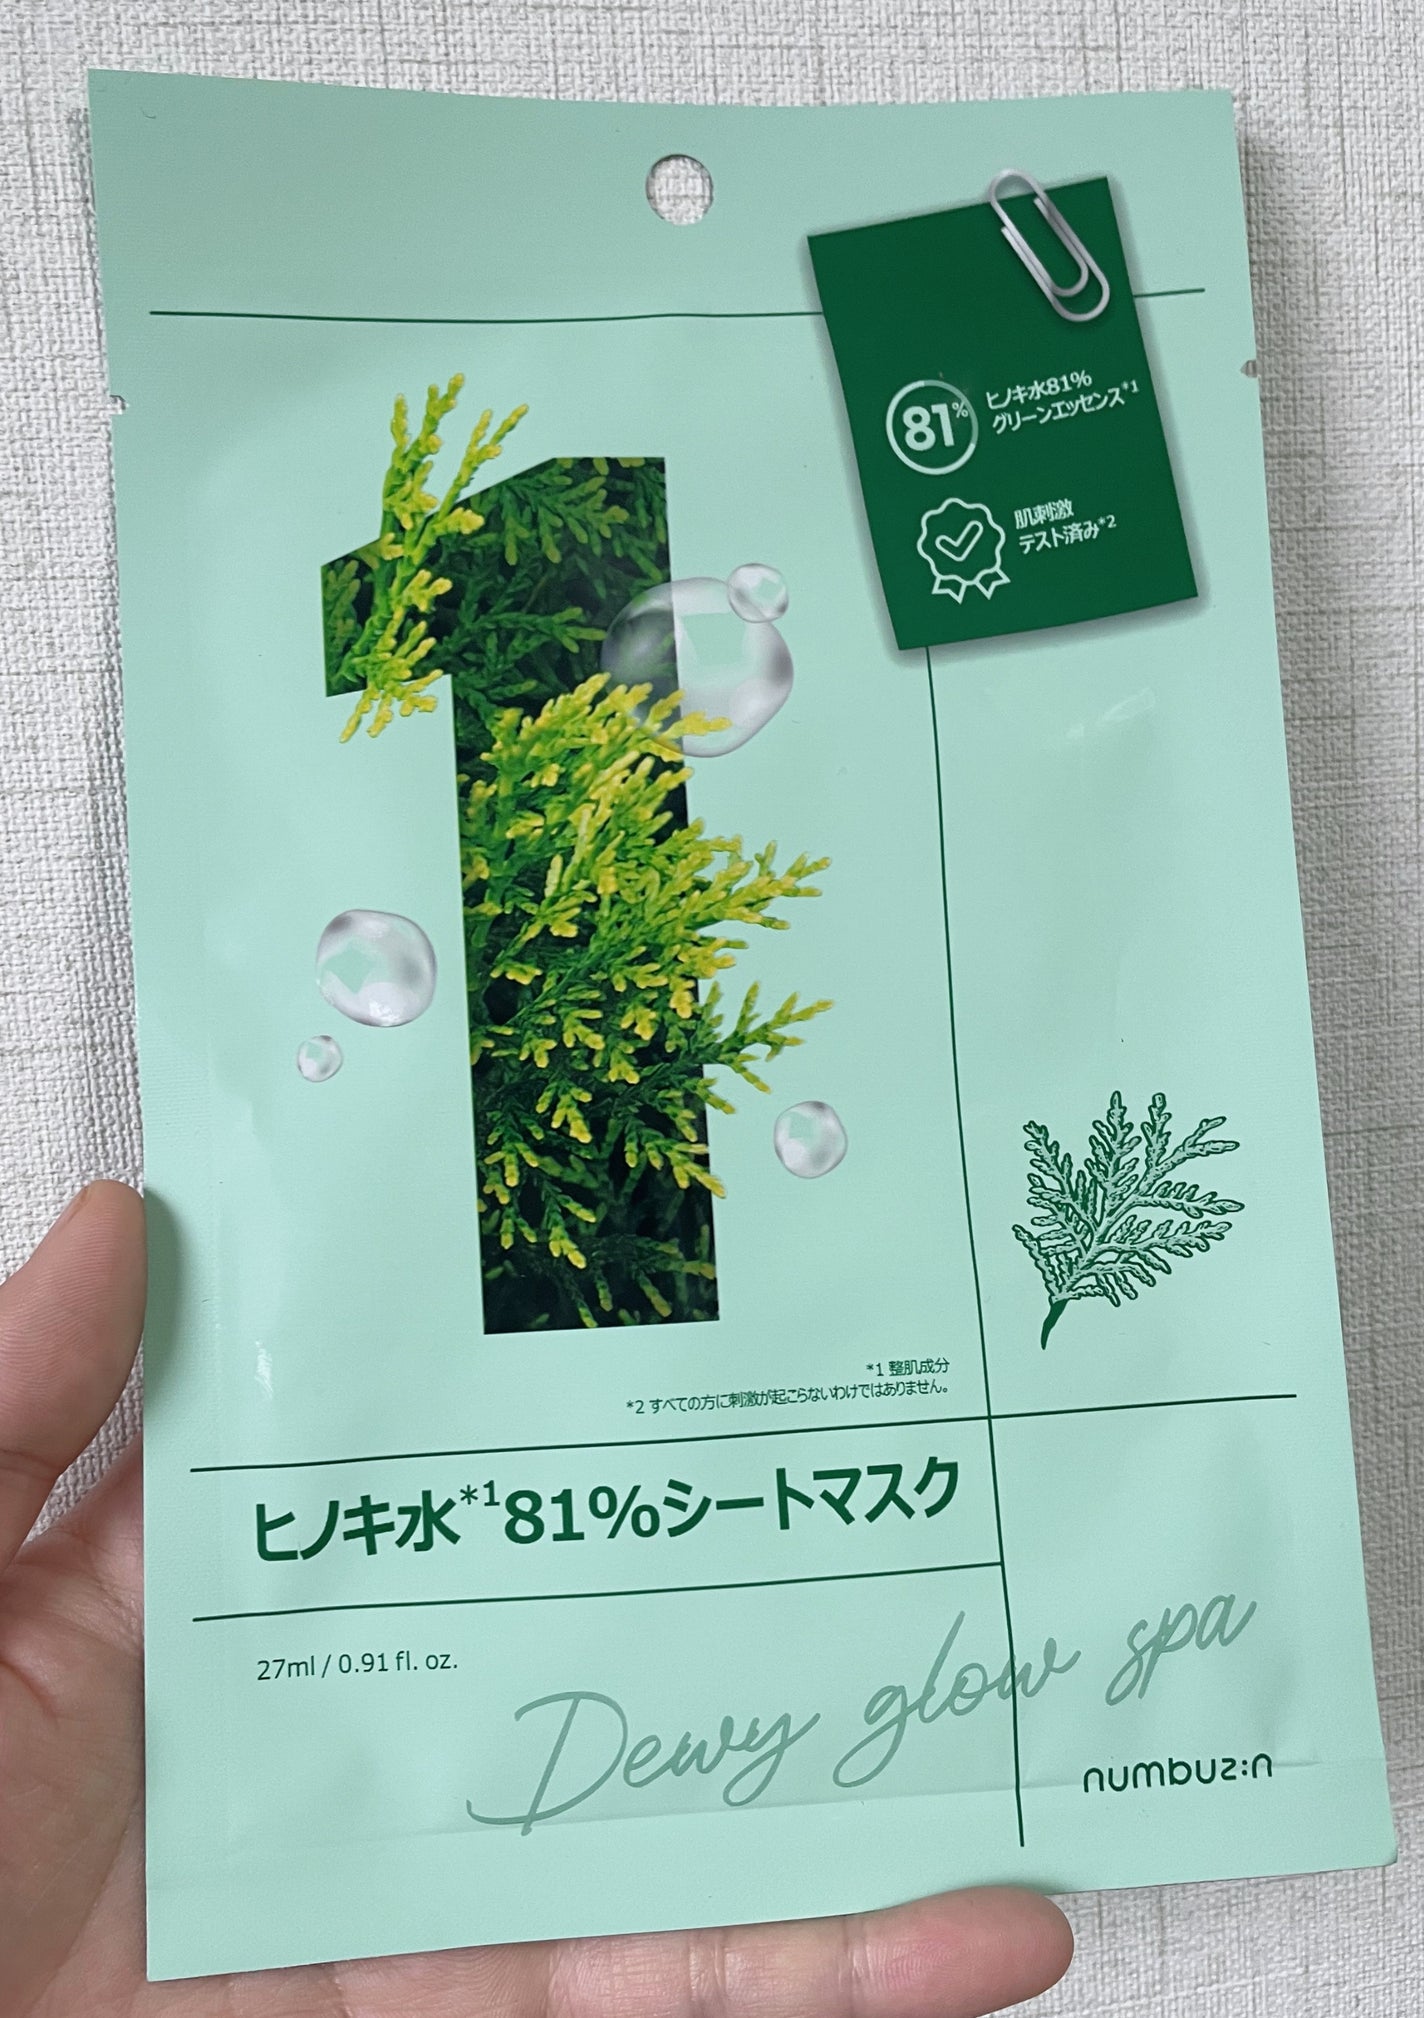 81%
ヒノキ水81%
グリーンエッセンス*1
肌刺激
テスト済み*2
1
*1 整肌成分
*2 すべての方に刺激が起こらないわけではありません。
ヒノキ水*1 81%シートマスク
27ml / 0.91 fl. oz.
Dewy glow spa
numbuz:n